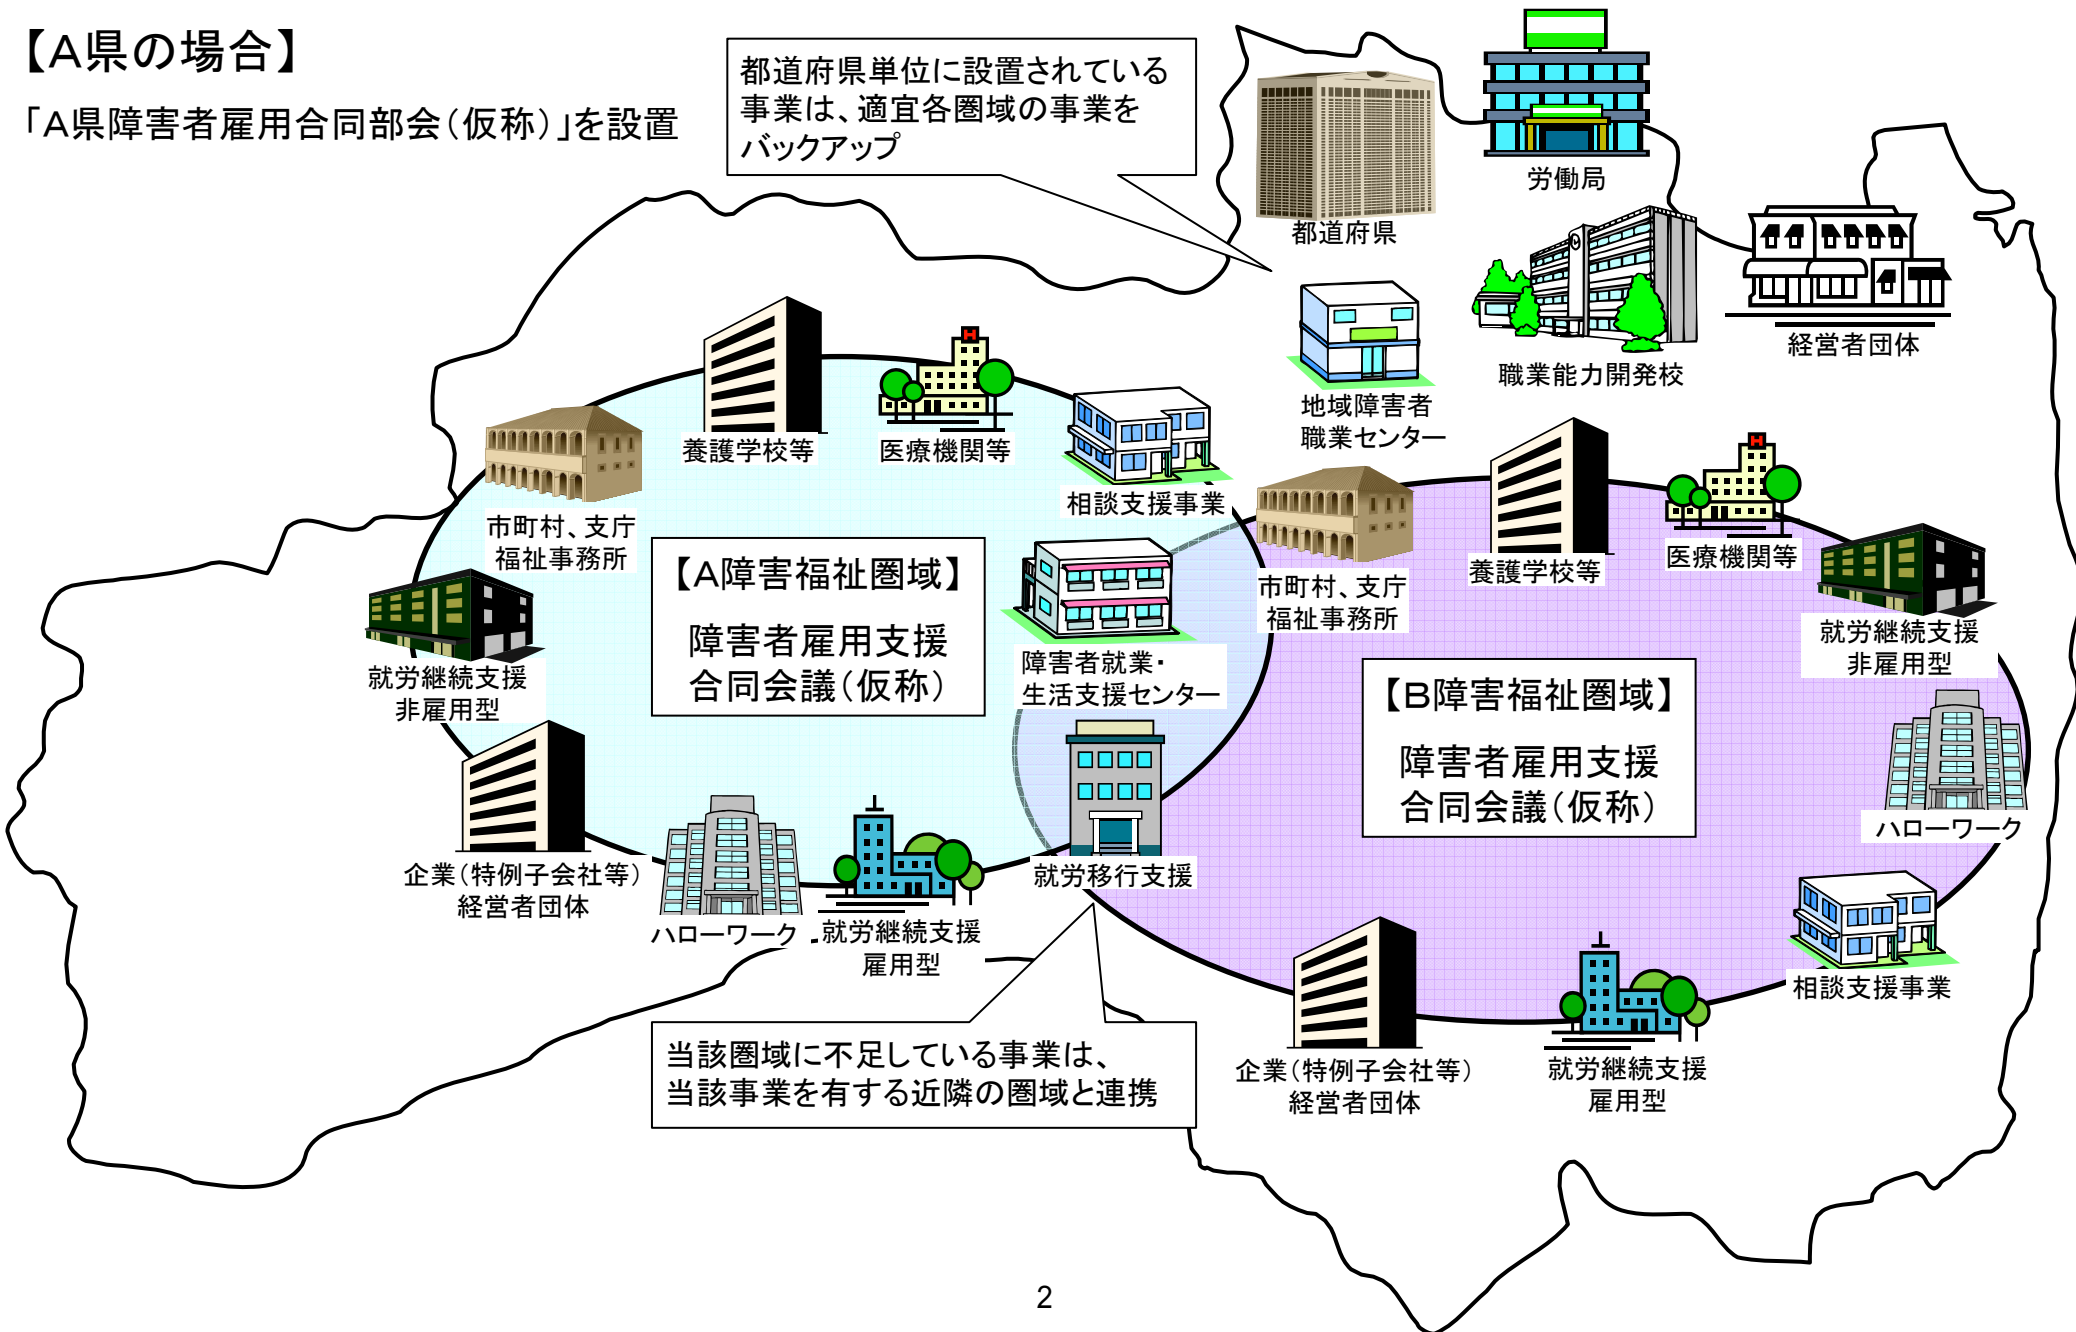 【A県の場合】
「A県障害者雇用合同部会(仮称)」を設置
都道府県単位に設置されている
事業は、適宜各圏域の事業を
バックアップ
都道府県
労働局
職業能力開発校
経営者団体
地域障害者
職業センター
養護学校等
医療機関等
相談支援事業
市町村、支庁
福祉事務所
【A障害福祉圏域】
障害者雇用支援
合同会議(仮称)
就労継続支援
非雇用型
企業(特例子会社等)
経営者団体
ハローワーク
就労継続支援
雇用型
障害者就業・
生活支援センター
就労移行支援
市町村、支庁
福祉事務所
養護学校等
医療機関等
就労継続支援
非雇用型
【B障害福祉圏域】
障害者雇用支援
合同会議(仮称)
ハローワーク
相談支援事業
企業(特例子会社等)
経営者団体
就労継続支援
雇用型
当該圏域に不足している事業は、
当該事業を有する近隣の圏域と連携
2